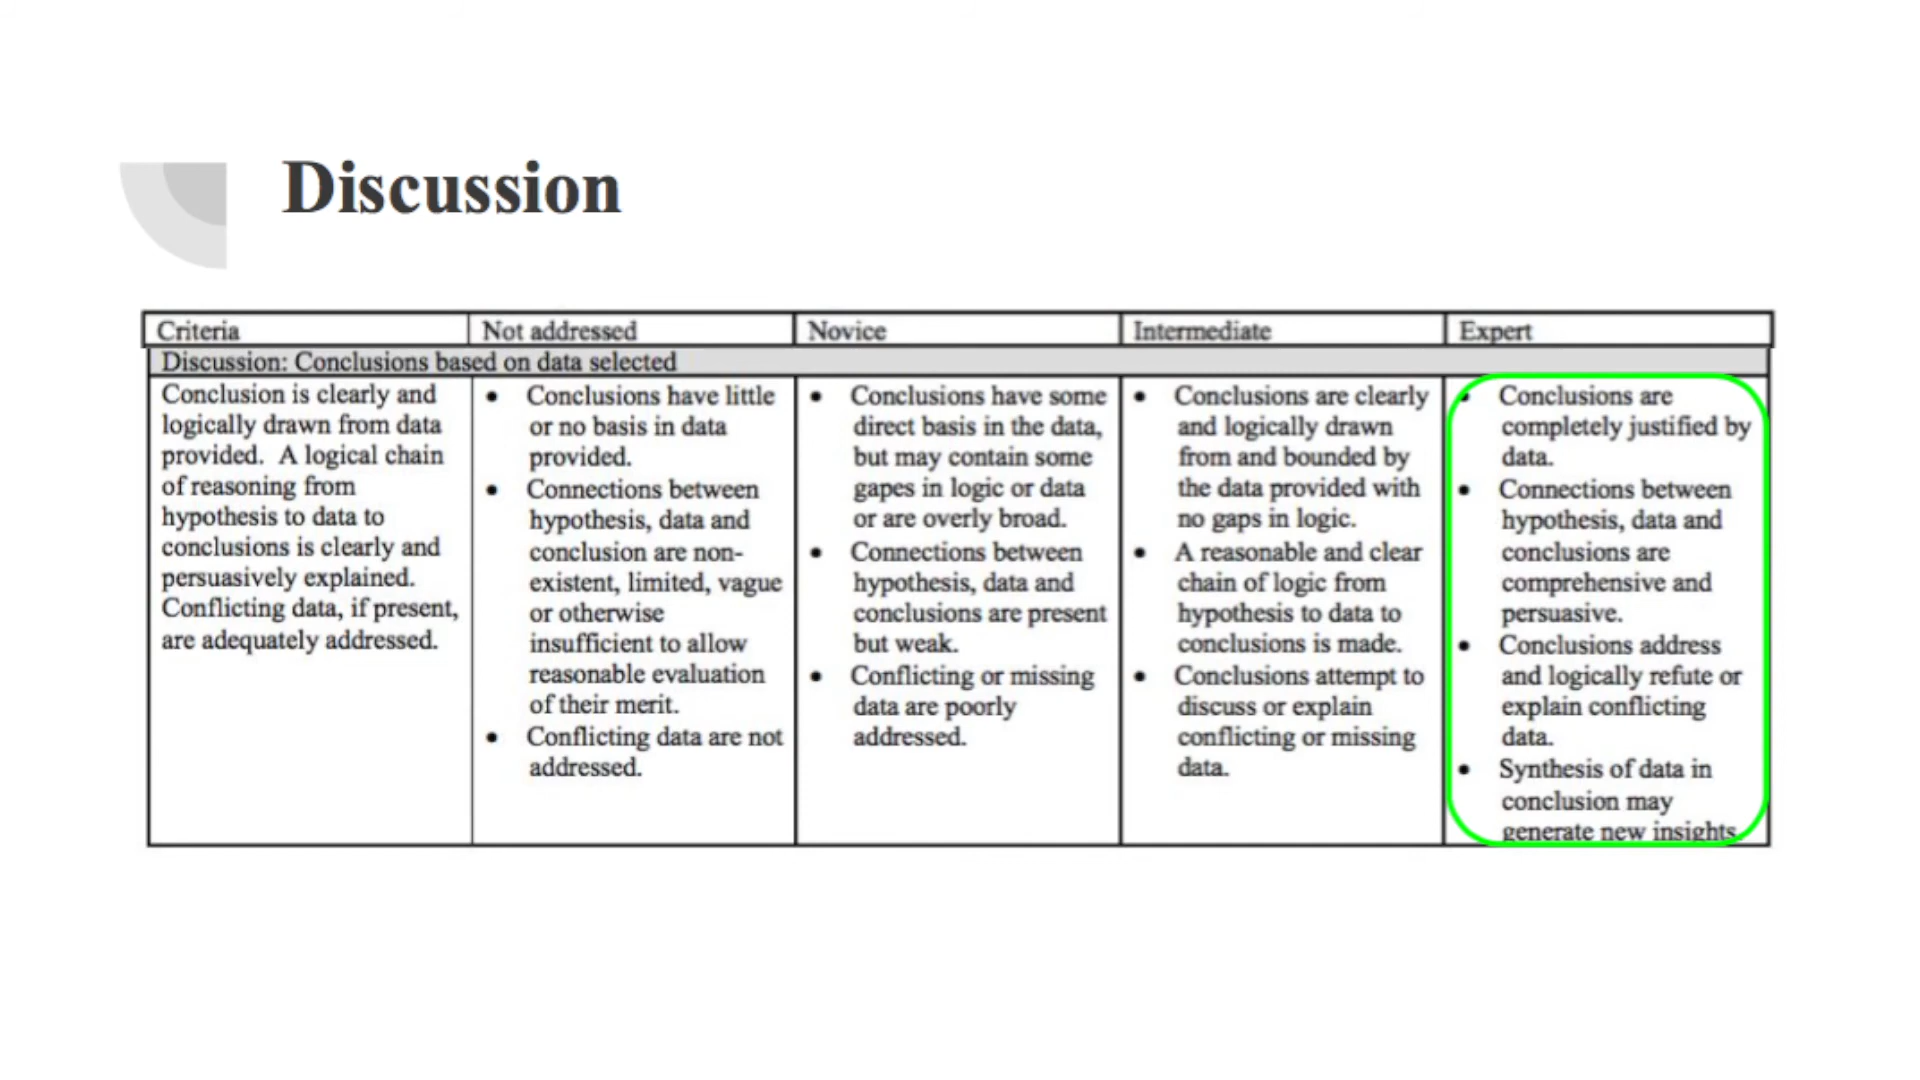 Discussion
Criteria
Not addressed
Novice
Intermediate
Expert
Discussion: Conclusions based on data selected
Conclusion is clearly and
logically drawn from data
provided. A logical chain
of reasoning from
hypothesis to data to
conclusions is clearly and
persuasively explained.
Conflicting data, if present,
are adequately addressed.
• Conclusions have little
or no basis in data
provided.
• Connections between
hypothesis, data and
conclusion are non-
existent, limited, vague
or otherwise
insufficient to allow
reasonable evaluation
of their merit.
• Conflicting data are not
addressed.
• Conclusions have some
direct basis in the data,
but may contain some
gapes in logic or data
or are overly broad.
• Connections between
hypothesis, data and
conclusions are present
but weak.
• Conflicting or missing
data are poorly
addressed.
• Conclusions are clearly
and logically drawn
from and bounded by
the data provided with
no gaps in logic.
• A reasonable and clear
chain of logic from
hypothesis to data to
conclusions is made.
• Conclusions attempt to
discuss or explain
conflicting or missing
data.
• Conclusions are
completely justified by
data.
• Connections between
hypothesis, data and
conclusions are
comprehensive and
persuasive.
• Conclusions address
and logically refute or
explain conflicting
data.
• Synthesis of data in
conclusion may
generate new insights